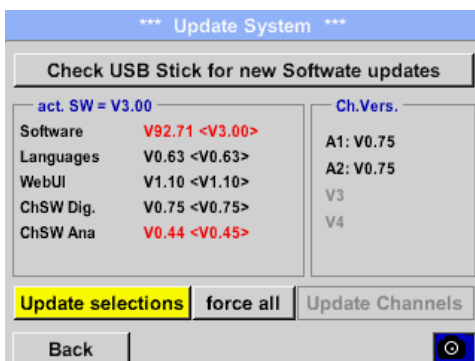 *** Update System ***
Check USB Stick for new Softwate updates
act. SW = V3.00
Software V92.71 <V3.00>
Languages V0.63 <V0.63>
WebUI V1.10 <V1.10>
ChSW Dig. V0.75 <V0.75>
ChSW Ana V0.44 <V0.45>
Ch.Vers.
A1: V0.75
A2: V0.75
V3
V4
Update selections force all Update Channels
Back